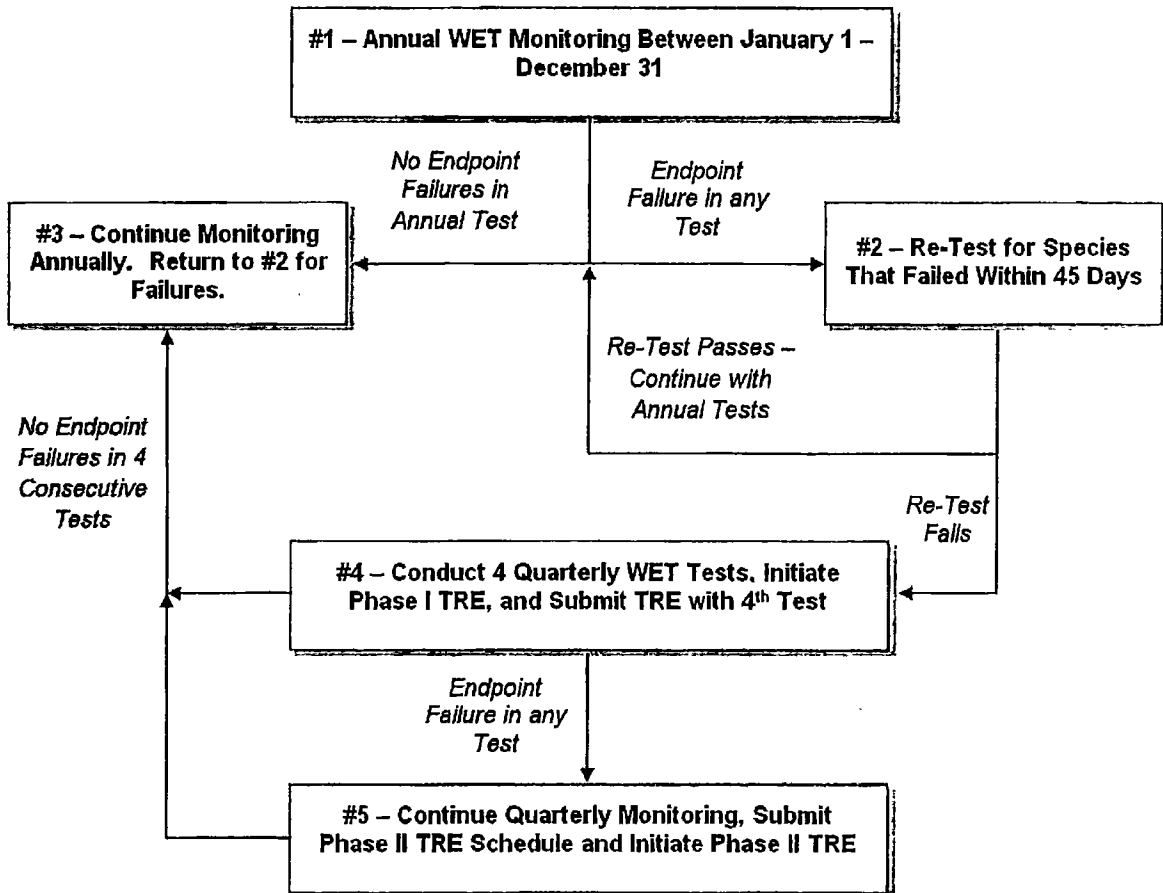 #1 – Annual WET Monitoring Between January 1 –
December 31
No Endpoint
Failures in
Annual Test
Endpoint
Failure in any
Test
#3 – Continue Monitoring
Annually. Return to #2 for
Failures.
#2 – Re-Test for Species
That Failed Within 45 Days
Re-Test Passes –
Continue with
Annual Tests
No Endpoint
Failures in 4
Consecutive
Tests
Re-Test
Fails
#4 – Conduct 4 Quarterly WET Tests, Initiate
Phase I TRE, and Submit TRE with 4th Test
Endpoint
Failure in any
Test
#5 – Continue Quarterly Monitoring, Submit
Phase II TRE Schedule and Initiate Phase II TRE